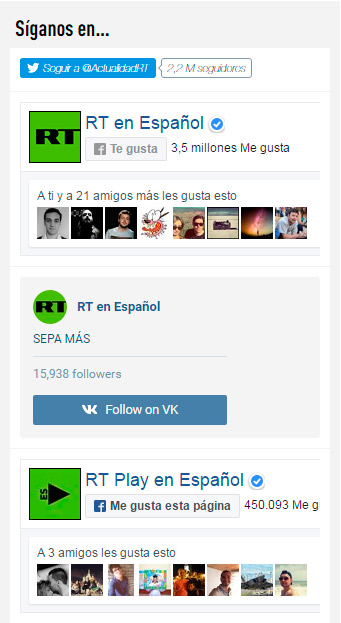 Síganos en...
Seguir a @ActualidadRT 2,2 M seguidores
RT RT en Español
Te gusta 3,5 millones Me gusta
A ti y a 21 amigos más les gusta esto
RT RT en Español
SEPA MÁS
15,938 followers
Follow on VK
ES RT Play en Español
Me gusta esta página 450.093 Me g
A 3 amigos les gusta esto